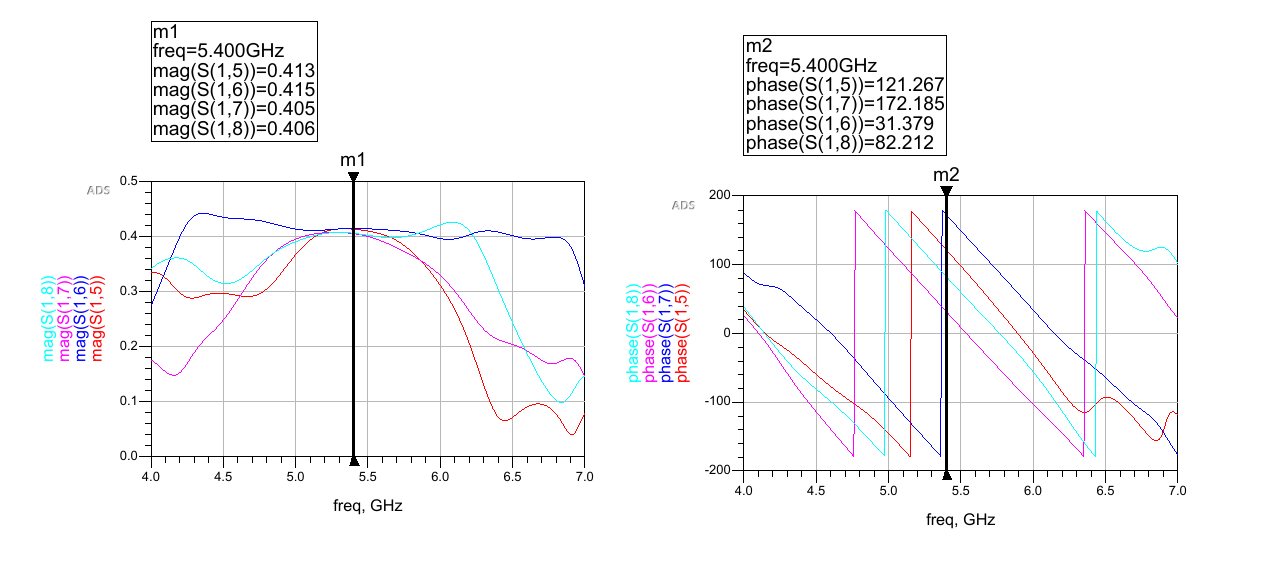 m1
freq=5.400GHz
mag(S(1,5))=0.413
mag(S(1,6))=0.415
mag(S(1,7))=0.405
mag(S(1,8))=0.406
m1
ADS
0.5
0.4
0.3
0.2
0.1
0.0
4.0 4.5 5.0 5.5 6.0 6.5 7.0
freq, GHz
mag(S(1,8))
mag(S(1,7))
mag(S(1,6))
mag(S(1,5))
m2
freq=5.400GHz
phase(S(1,5))=121.267
phase(S(1,7))=172.185
phase(S(1,6))=31.379
phase(S(1,8))=82.212
m2
ADS
200
100
0
-100
-200
4.0 4.5 5.0 5.5 6.0 6.5 7.0
freq, GHz
phase(S(1,8))
phase(S(1,6))
phase(S(1,7))
phase(S(1,5))